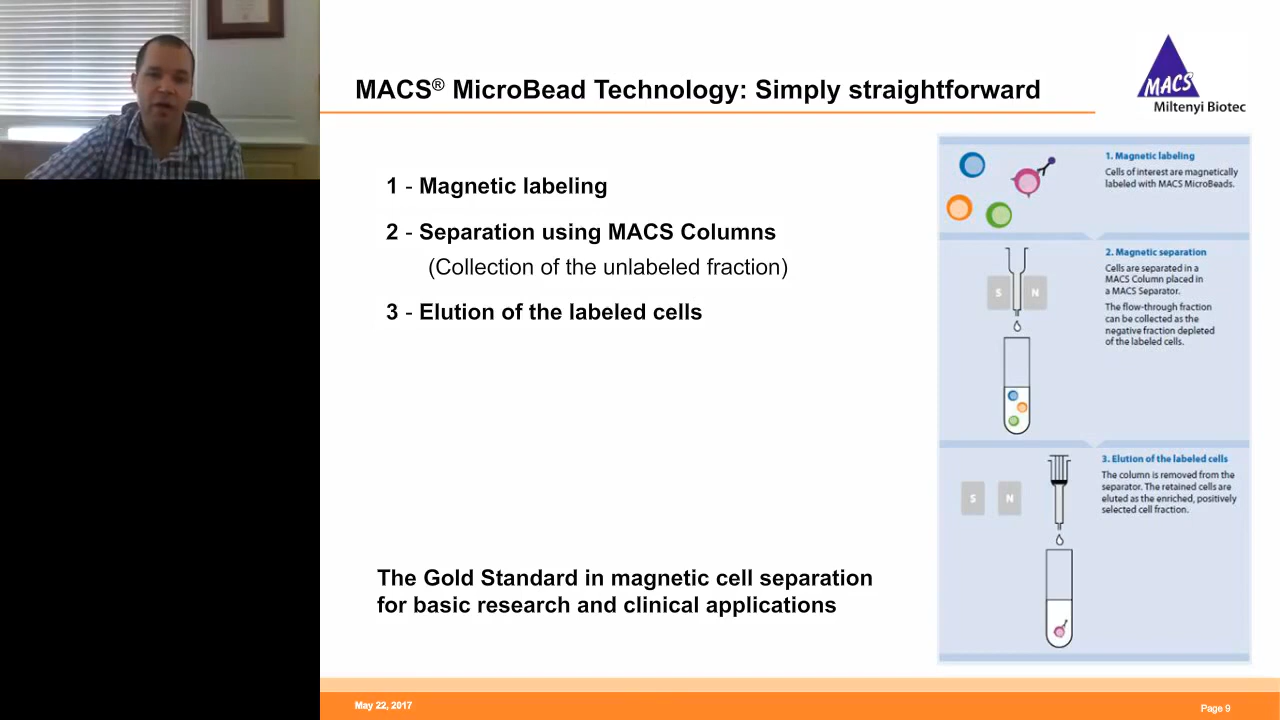 MACS® MicroBead Technology: Simply straightforward
MACS
Miltenyi Biotec
1 - Magnetic labeling
2 - Separation using MACS Columns
(Collection of the unlabeled fraction)
3 - Elution of the labeled cells
The Gold Standard in magnetic cell separation
for basic research and clinical applications
1. Magnetic labeling
Cells of interest are magnetically
labeled with MACS MicroBeads.
2. Magnetic separation
Cells are separated in a
MACS Column placed in
a MACS Separator.
The flow-through fraction
can be collected as the
negative fraction depleted
of the labeled cells.
S N
3. Elution of the labeled cells
The column is removed from the
separator. The retained cells are
eluted as the enriched, positively
selected cell fraction.
S N
May 22, 2017
Page 9